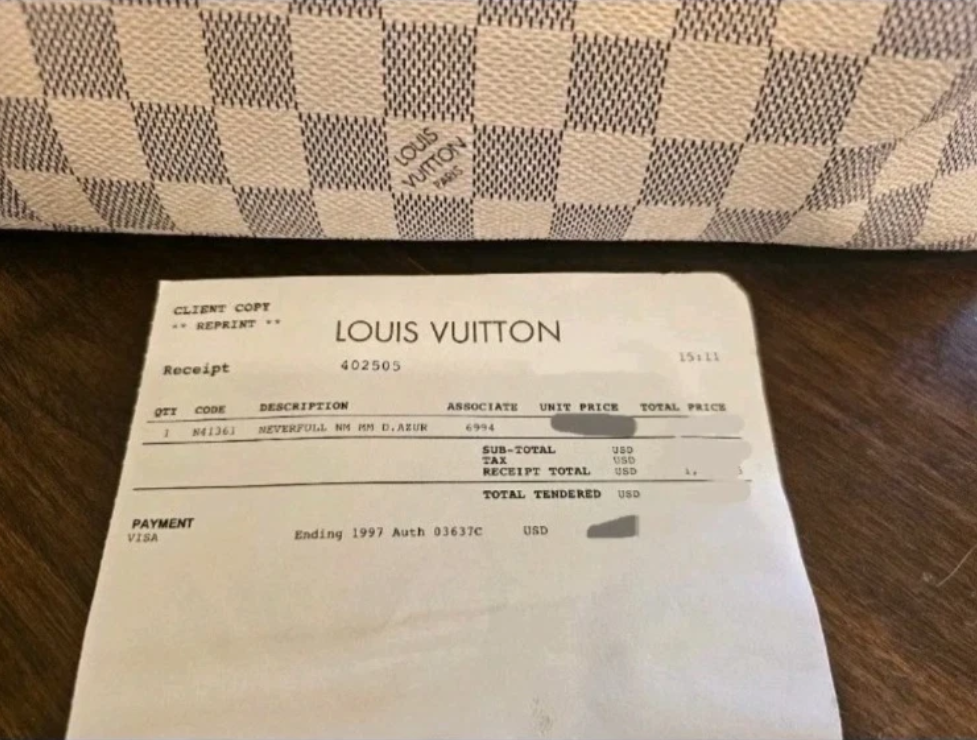 LOUIS
VUITTON
PARIS
CLIENT COPY
** REPRINT **
LOUIS VUITTON
Receipt 402505 15:11
QTY CODE DESCRIPTION ASSOCIATE UNIT PRICE TOTAL PRICE
1 N41361 NEVERFULL NM MM D.AZUR 6994
SUB-TOTAL USD
TAX USD
RECEIPT TOTAL USD 1,
TOTAL TENDERED USD
PAYMENT
VISA Ending 1997 Auth 03637C USD